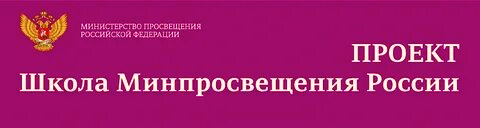 МИНИСТЕРСТВО ПРОСВЕЩЕНИЯ
РОССИЙСКОЙ ФЕДЕРАЦИИ
ПРОЕКТ
Школа Минпросвещения России